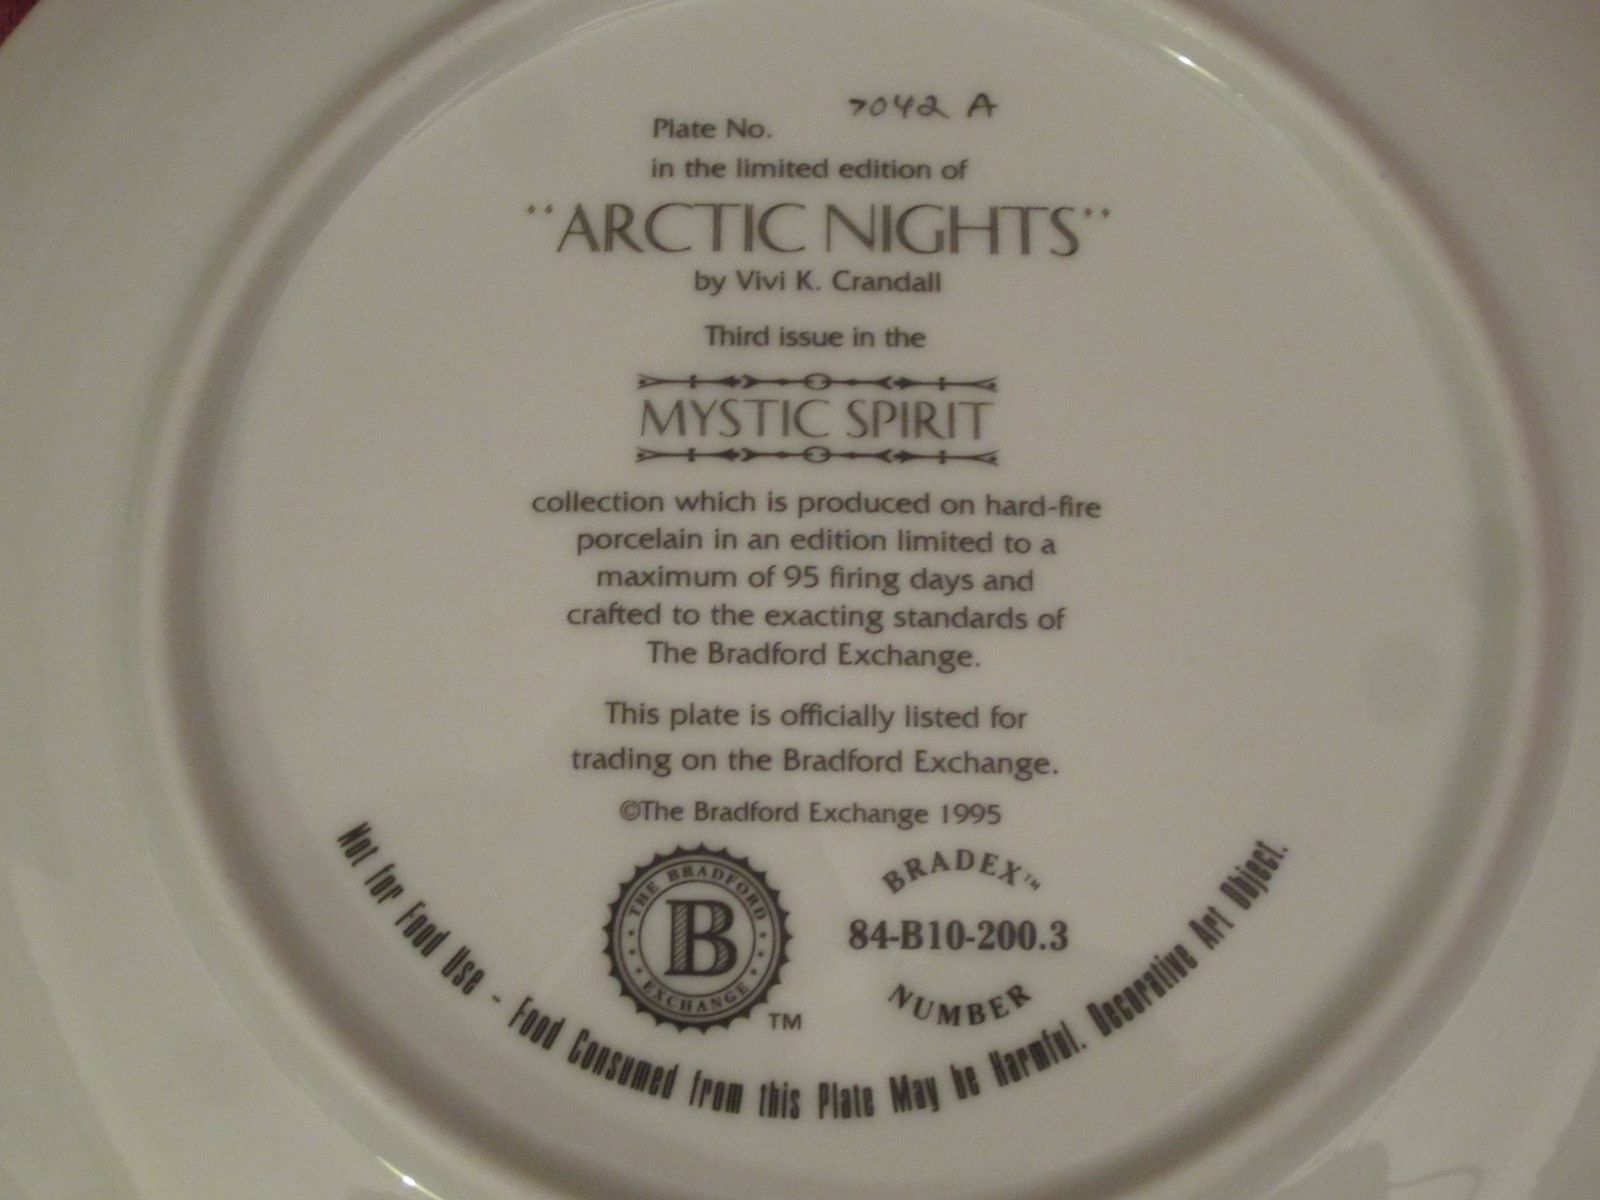 Plate No. 7042 A
in the limited edition of
"ARCTIC NIGHTS"
by Vivi K. Crandall
Third issue in the
MYSTIC SPIRIT
collection which is produced on hard-fire
porcelain in an edition limited to a
maximum of 95 firing days and
crafted to the exacting standards of
The Bradford Exchange.
This plate is officially listed for
trading on the Bradford Exchange.
©The Bradford Exchange 1995
THE BRADFORD
B
EXCHANGE
TM
BRADEX™
84-B10-200.3
NUMBER
Not for Food Use - Food Consumed from this Plate May be Harmful. Decorative Art Object.